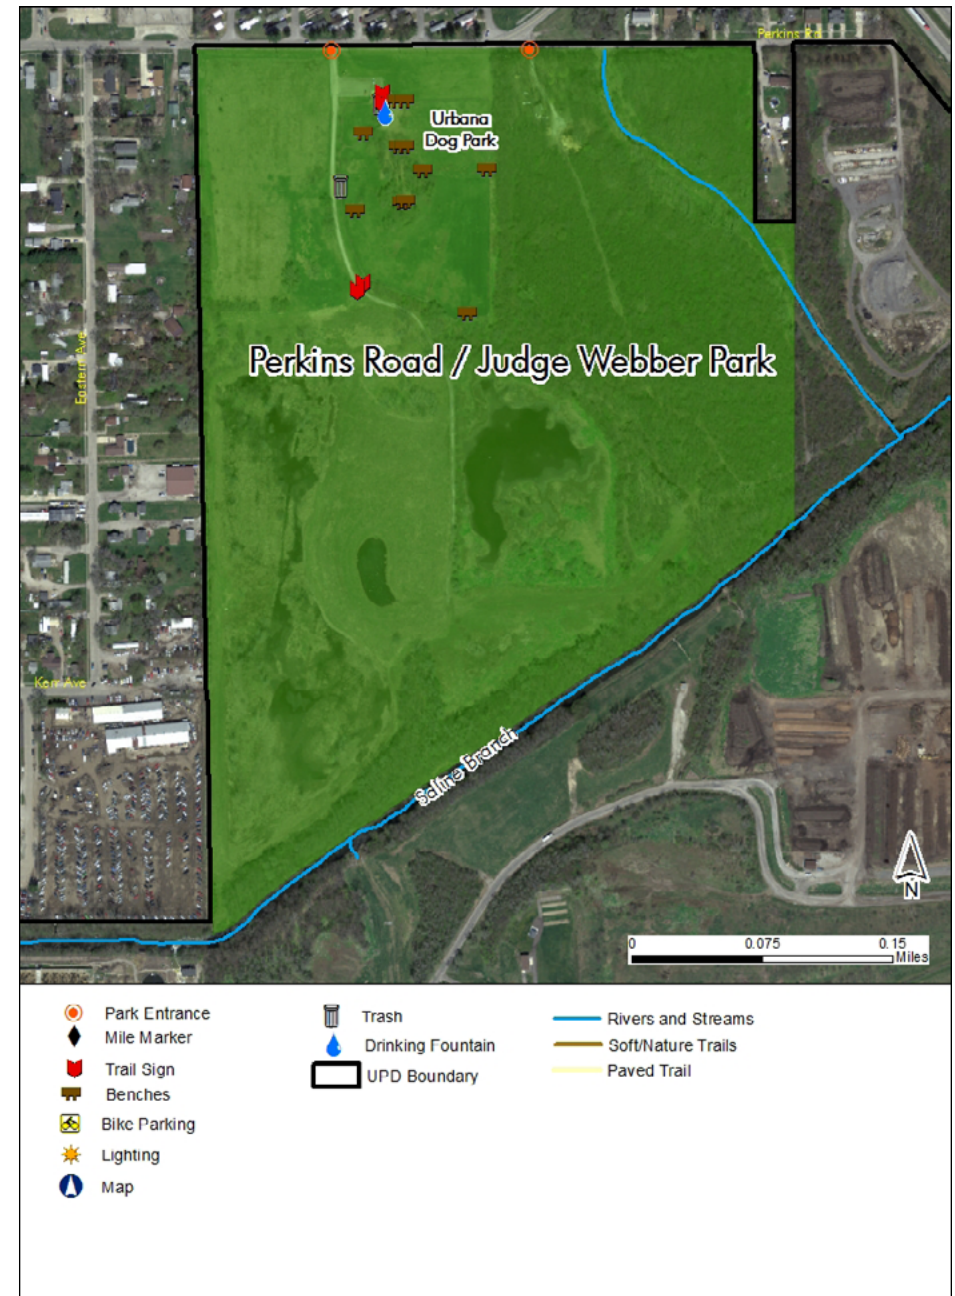 Perkins Rd
Urbana
Dog Park
Perkins Road / Judge Webber Park
Eastern Ave
Kerr Ave
Saline Branch
N
0 0.075 0.15
Miles
Park Entrance
Mile Marker
Trail Sign
Benches
Bike Parking
Lighting
Map
Trash
Drinking Fountain
UPD Boundary
Rivers and Streams
Soft/Nature Trails
Paved Trail